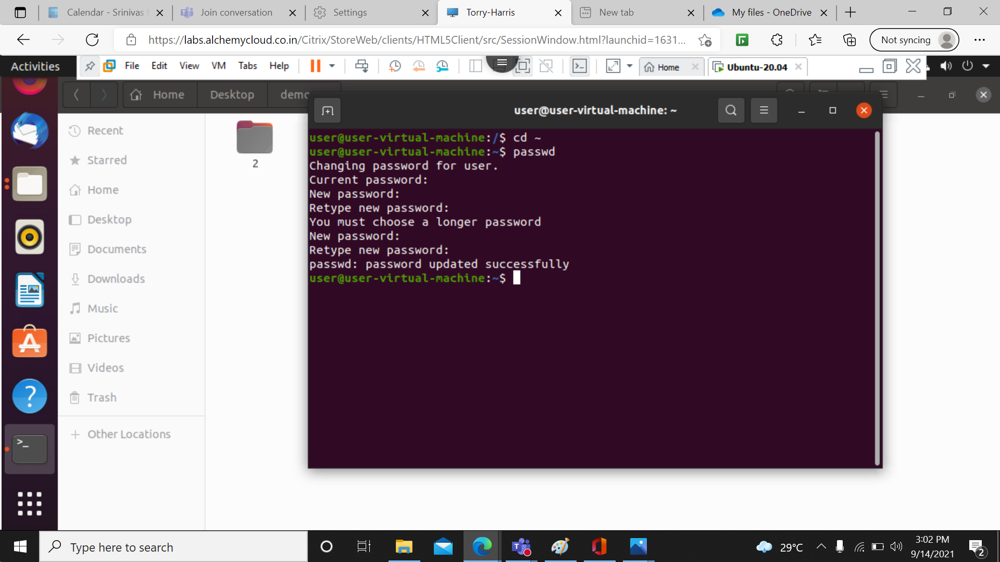 Calendar - Srinivas
Join conversation
Settings
Torry-Harris
New tab
My files - OneDrive
https://labs.alchemycloud.co.in/Citrix/StoreWeb/clients/HTML5Client/src/SessionWindow.html?launchid=1631...
Not syncing
Activities
File Edit View VM Tabs Help
Home
Ubuntu-20.04
Home Desktop demo
user@user-virtual-machine: ~
Recent
Starred
Home
Desktop
Documents
Downloads
Music
Pictures
Videos
Trash
Other Locations
2
user@user-virtual-machine:/$ cd ~
user@user-virtual-machine:~$ passwd
Changing password for user.
Current password:
New password:
Retype new password:
You must choose a longer password
New password:
Retype new password:
passwd: password updated successfully
user@user-virtual-machine:~$
Type here to search
29°C
3:02 PM
9/14/2021
2